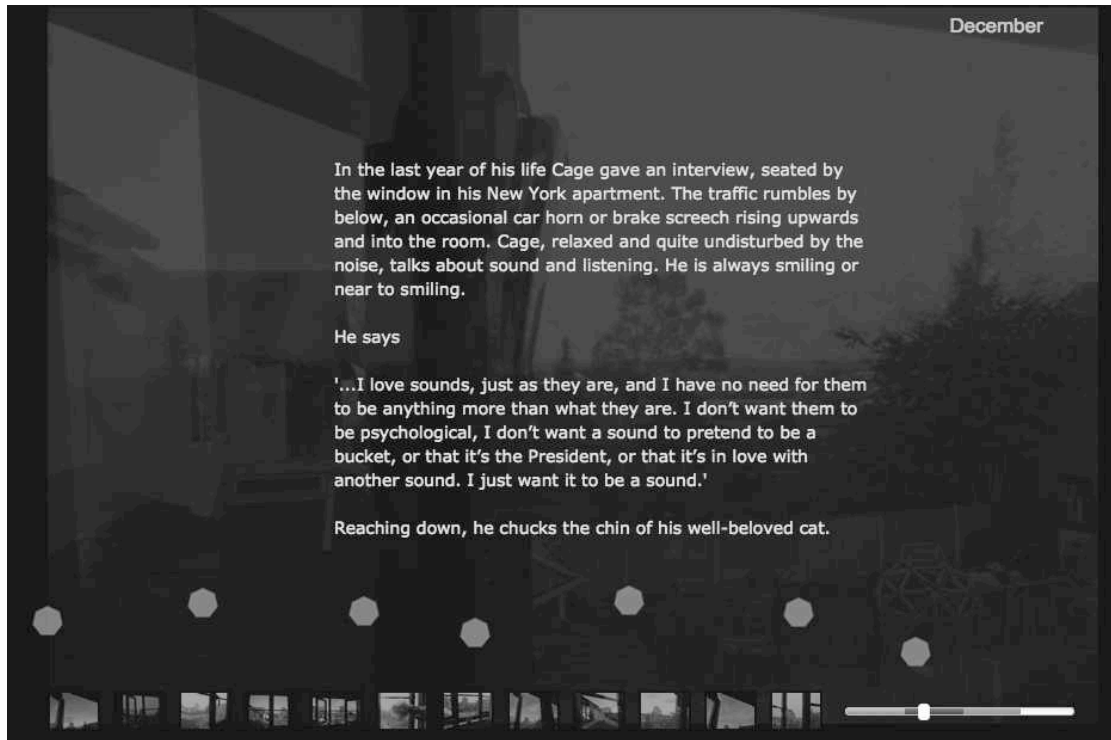 December
In the last year of his life Cage gave an interview, seated by
the window in his New York apartment. The traffic rumbles by
below, an occasional car horn or brake screech rising upwards
and into the room. Cage, relaxed and quite undisturbed by the
noise, talks about sound and listening. He is always smiling or
near to smiling.
He says
'...I love sounds, just as they are, and I have no need for them
to be anything more than what they are. I don’t want them to
be psychological, I don’t want a sound to pretend to be a
bucket, or that it’s the President, or that it’s in love with
another sound. I just want it to be a sound.'
Reaching down, he chucks the chin of his well-beloved cat.